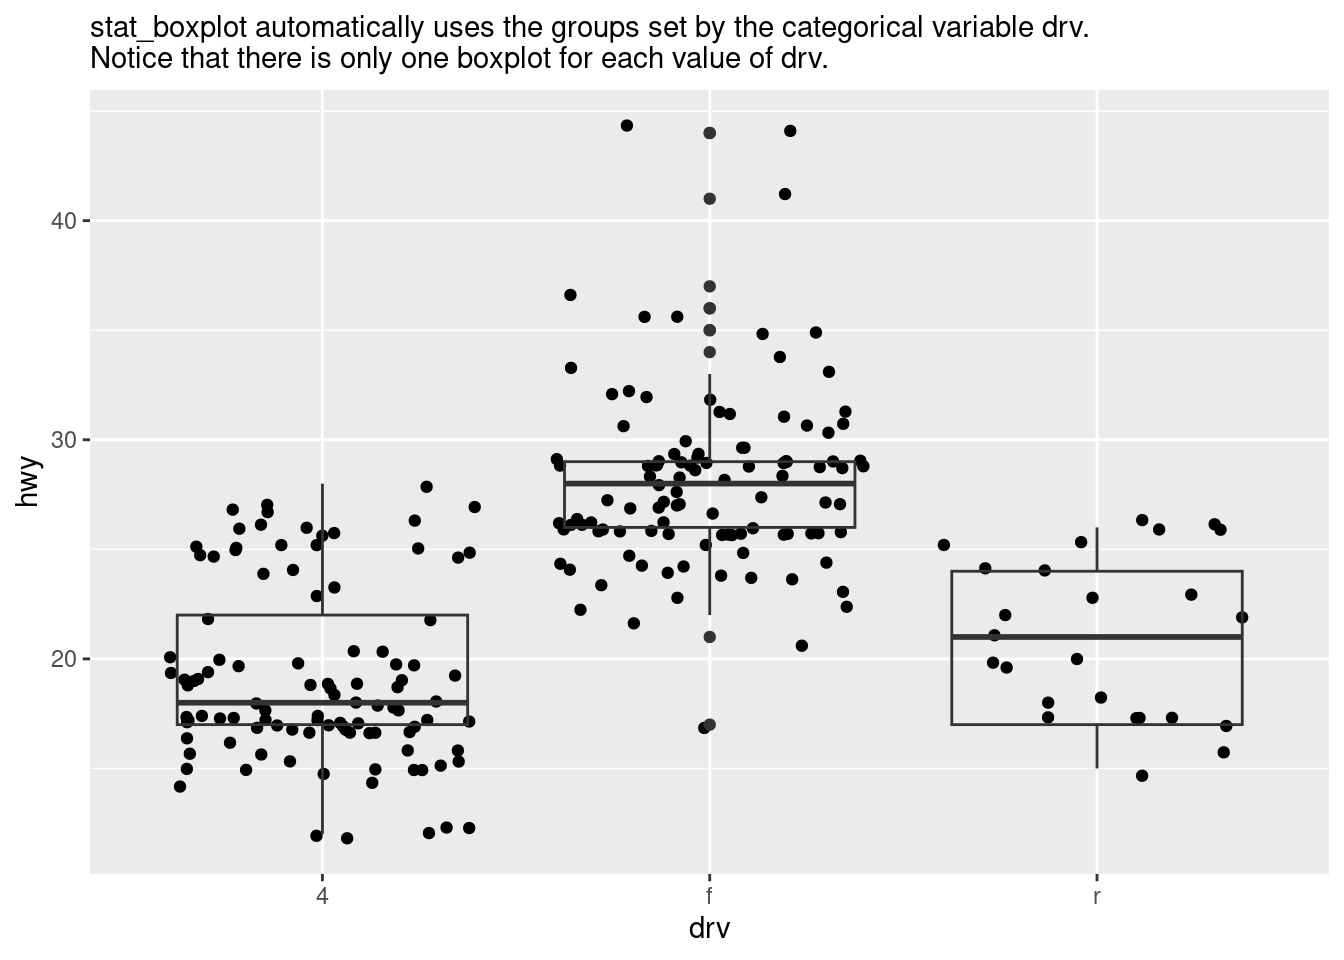 stat_boxplot automatically uses the groups set by the categorical variable drv.
Notice that there is only one boxplot for each value of drv.
40
30
20
hwy
4
f
r
drv